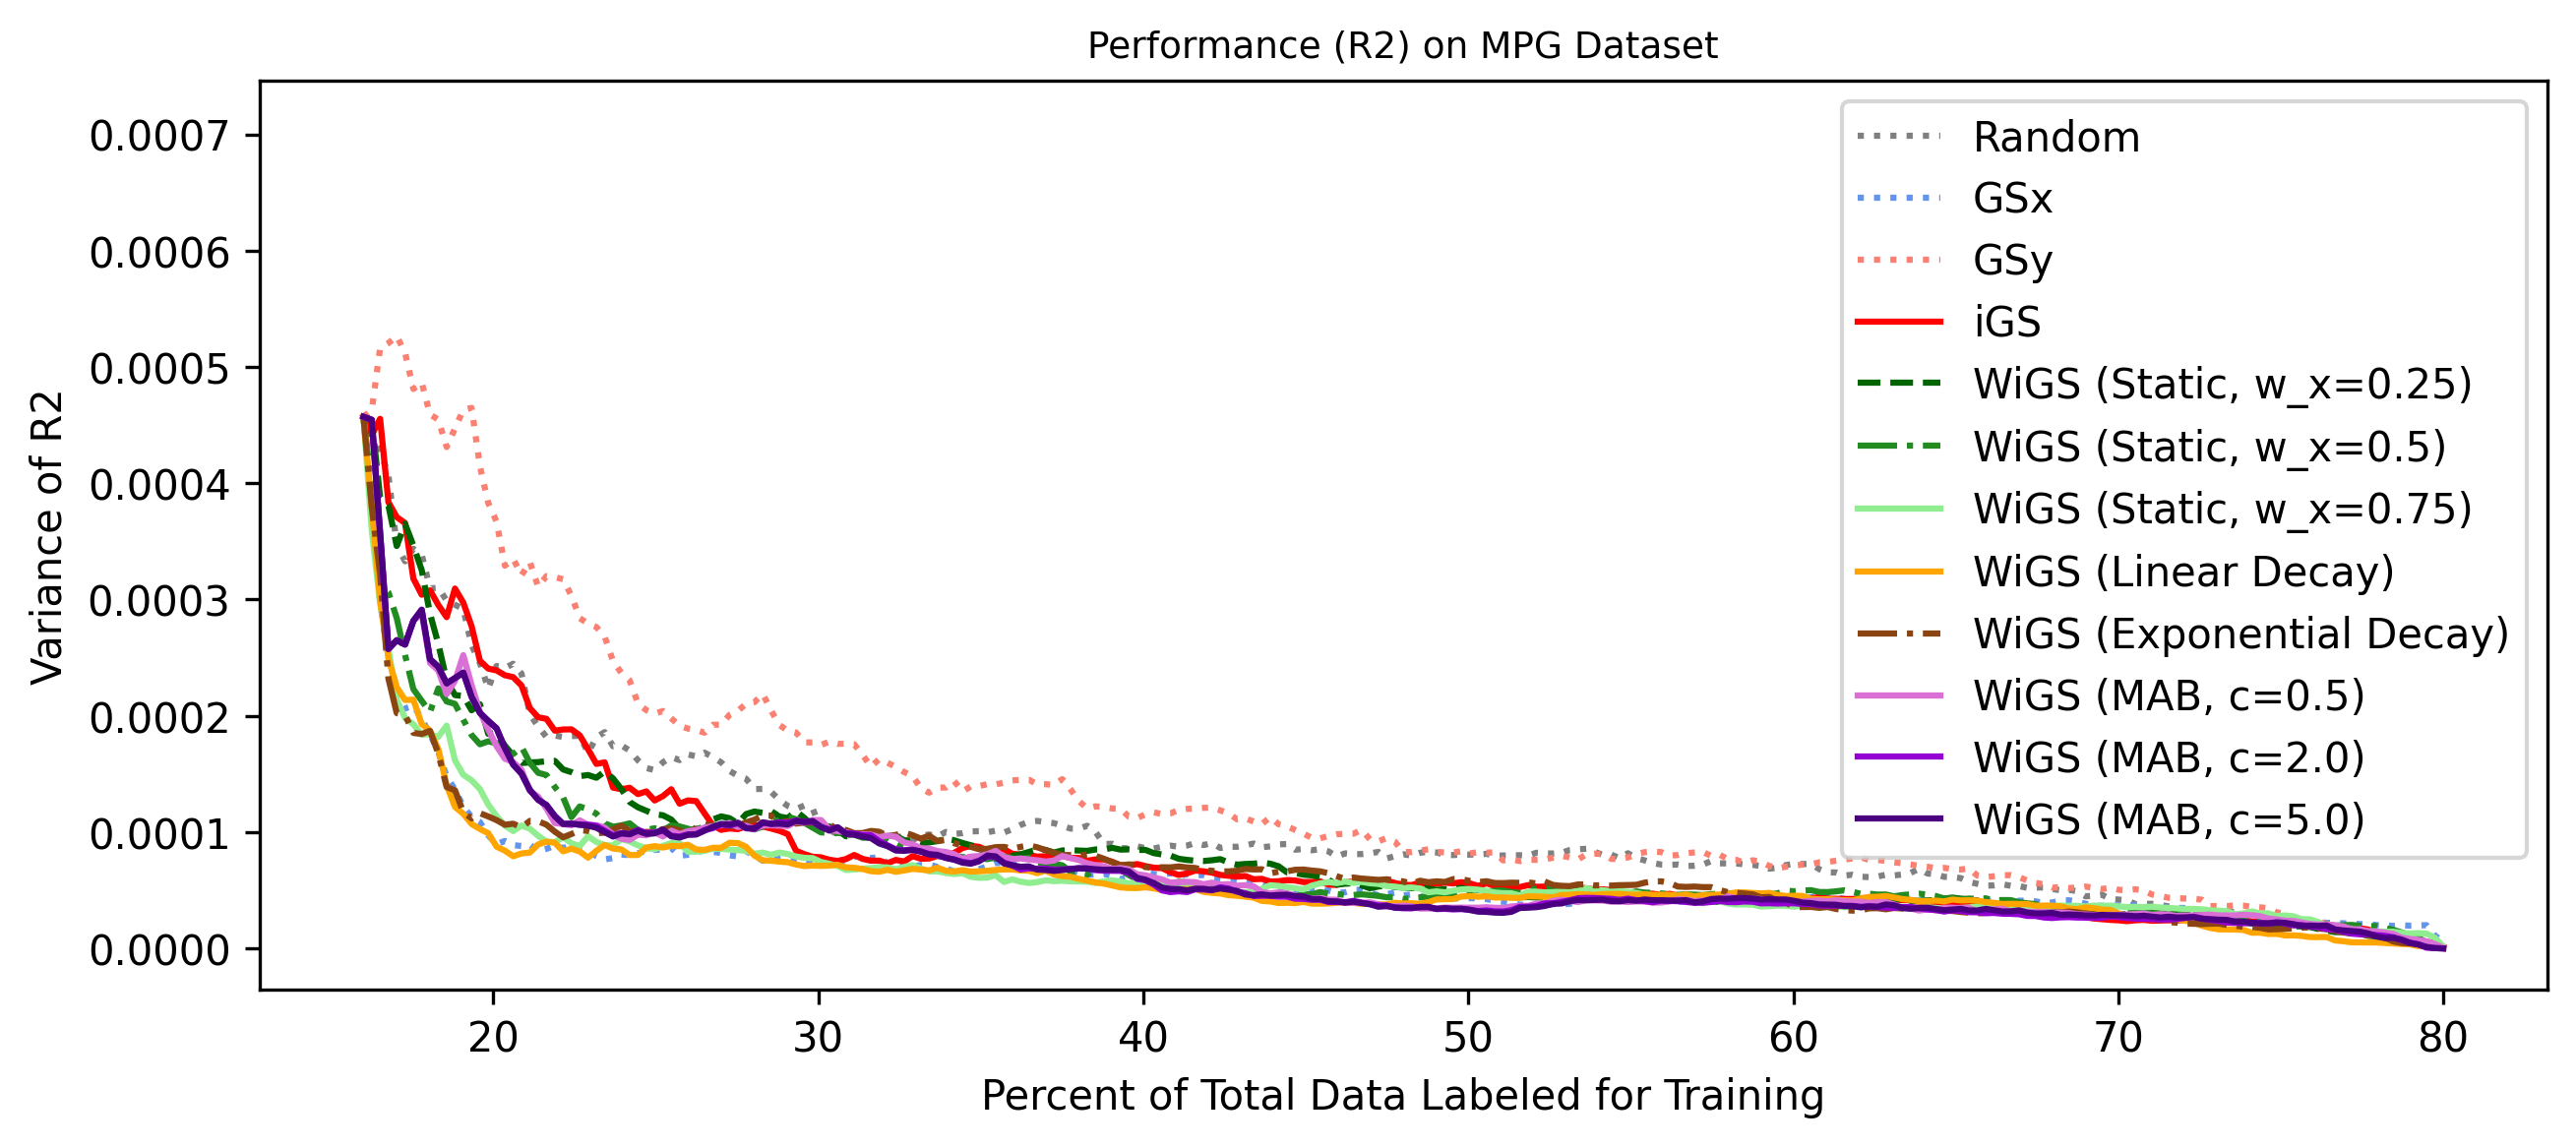 Performance (R2) on MPG Dataset
Variance of R2
0.0007
0.0006
0.0005
0.0004
0.0003
0.0002
0.0001
0.0000
Random
GSx
GSy
iGS
WiGS (Static, w_x=0.25)
WiGS (Static, w_x=0.5)
WiGS (Static, w_x=0.75)
WiGS (Linear Decay)
WiGS (Exponential Decay)
WiGS (MAB, c=0.5)
WiGS (MAB, c=2.0)
WiGS (MAB, c=5.0)
20 30 40 50 60 70 80
Percent of Total Data Labeled for Training